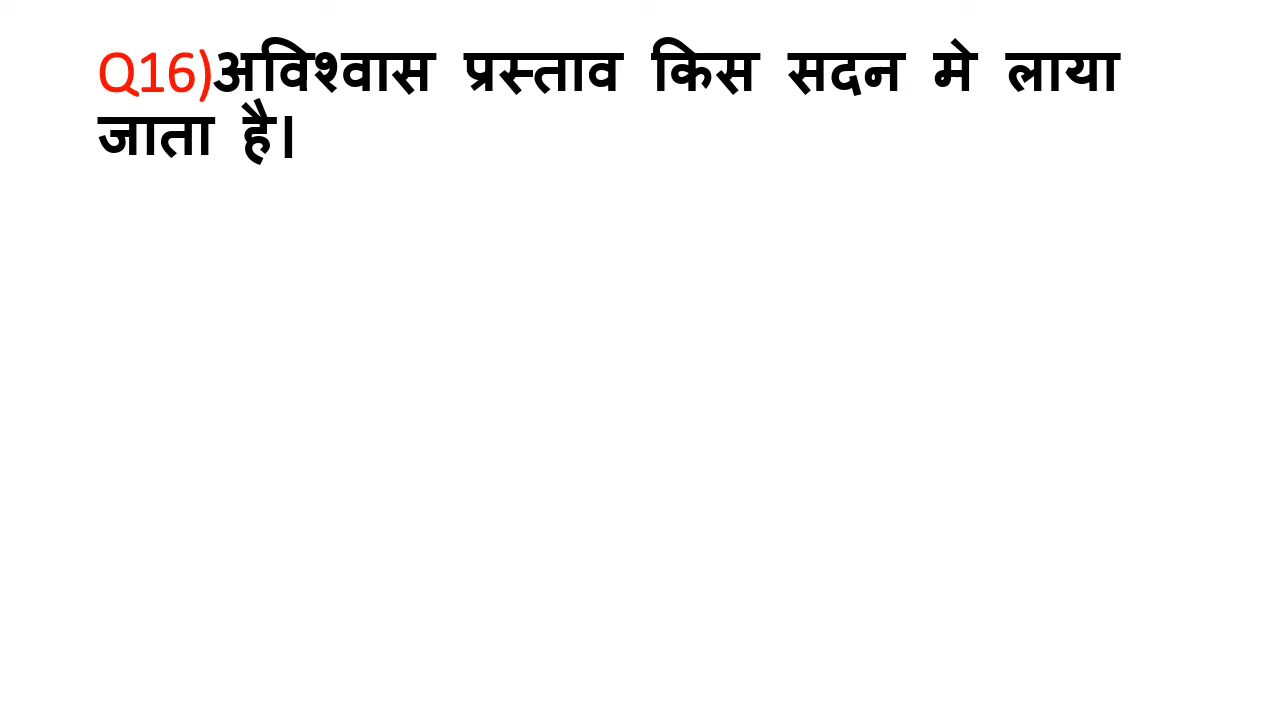 Q16)अविश्वास प्रस्ताव किस सदन मे लाया
जाता है।